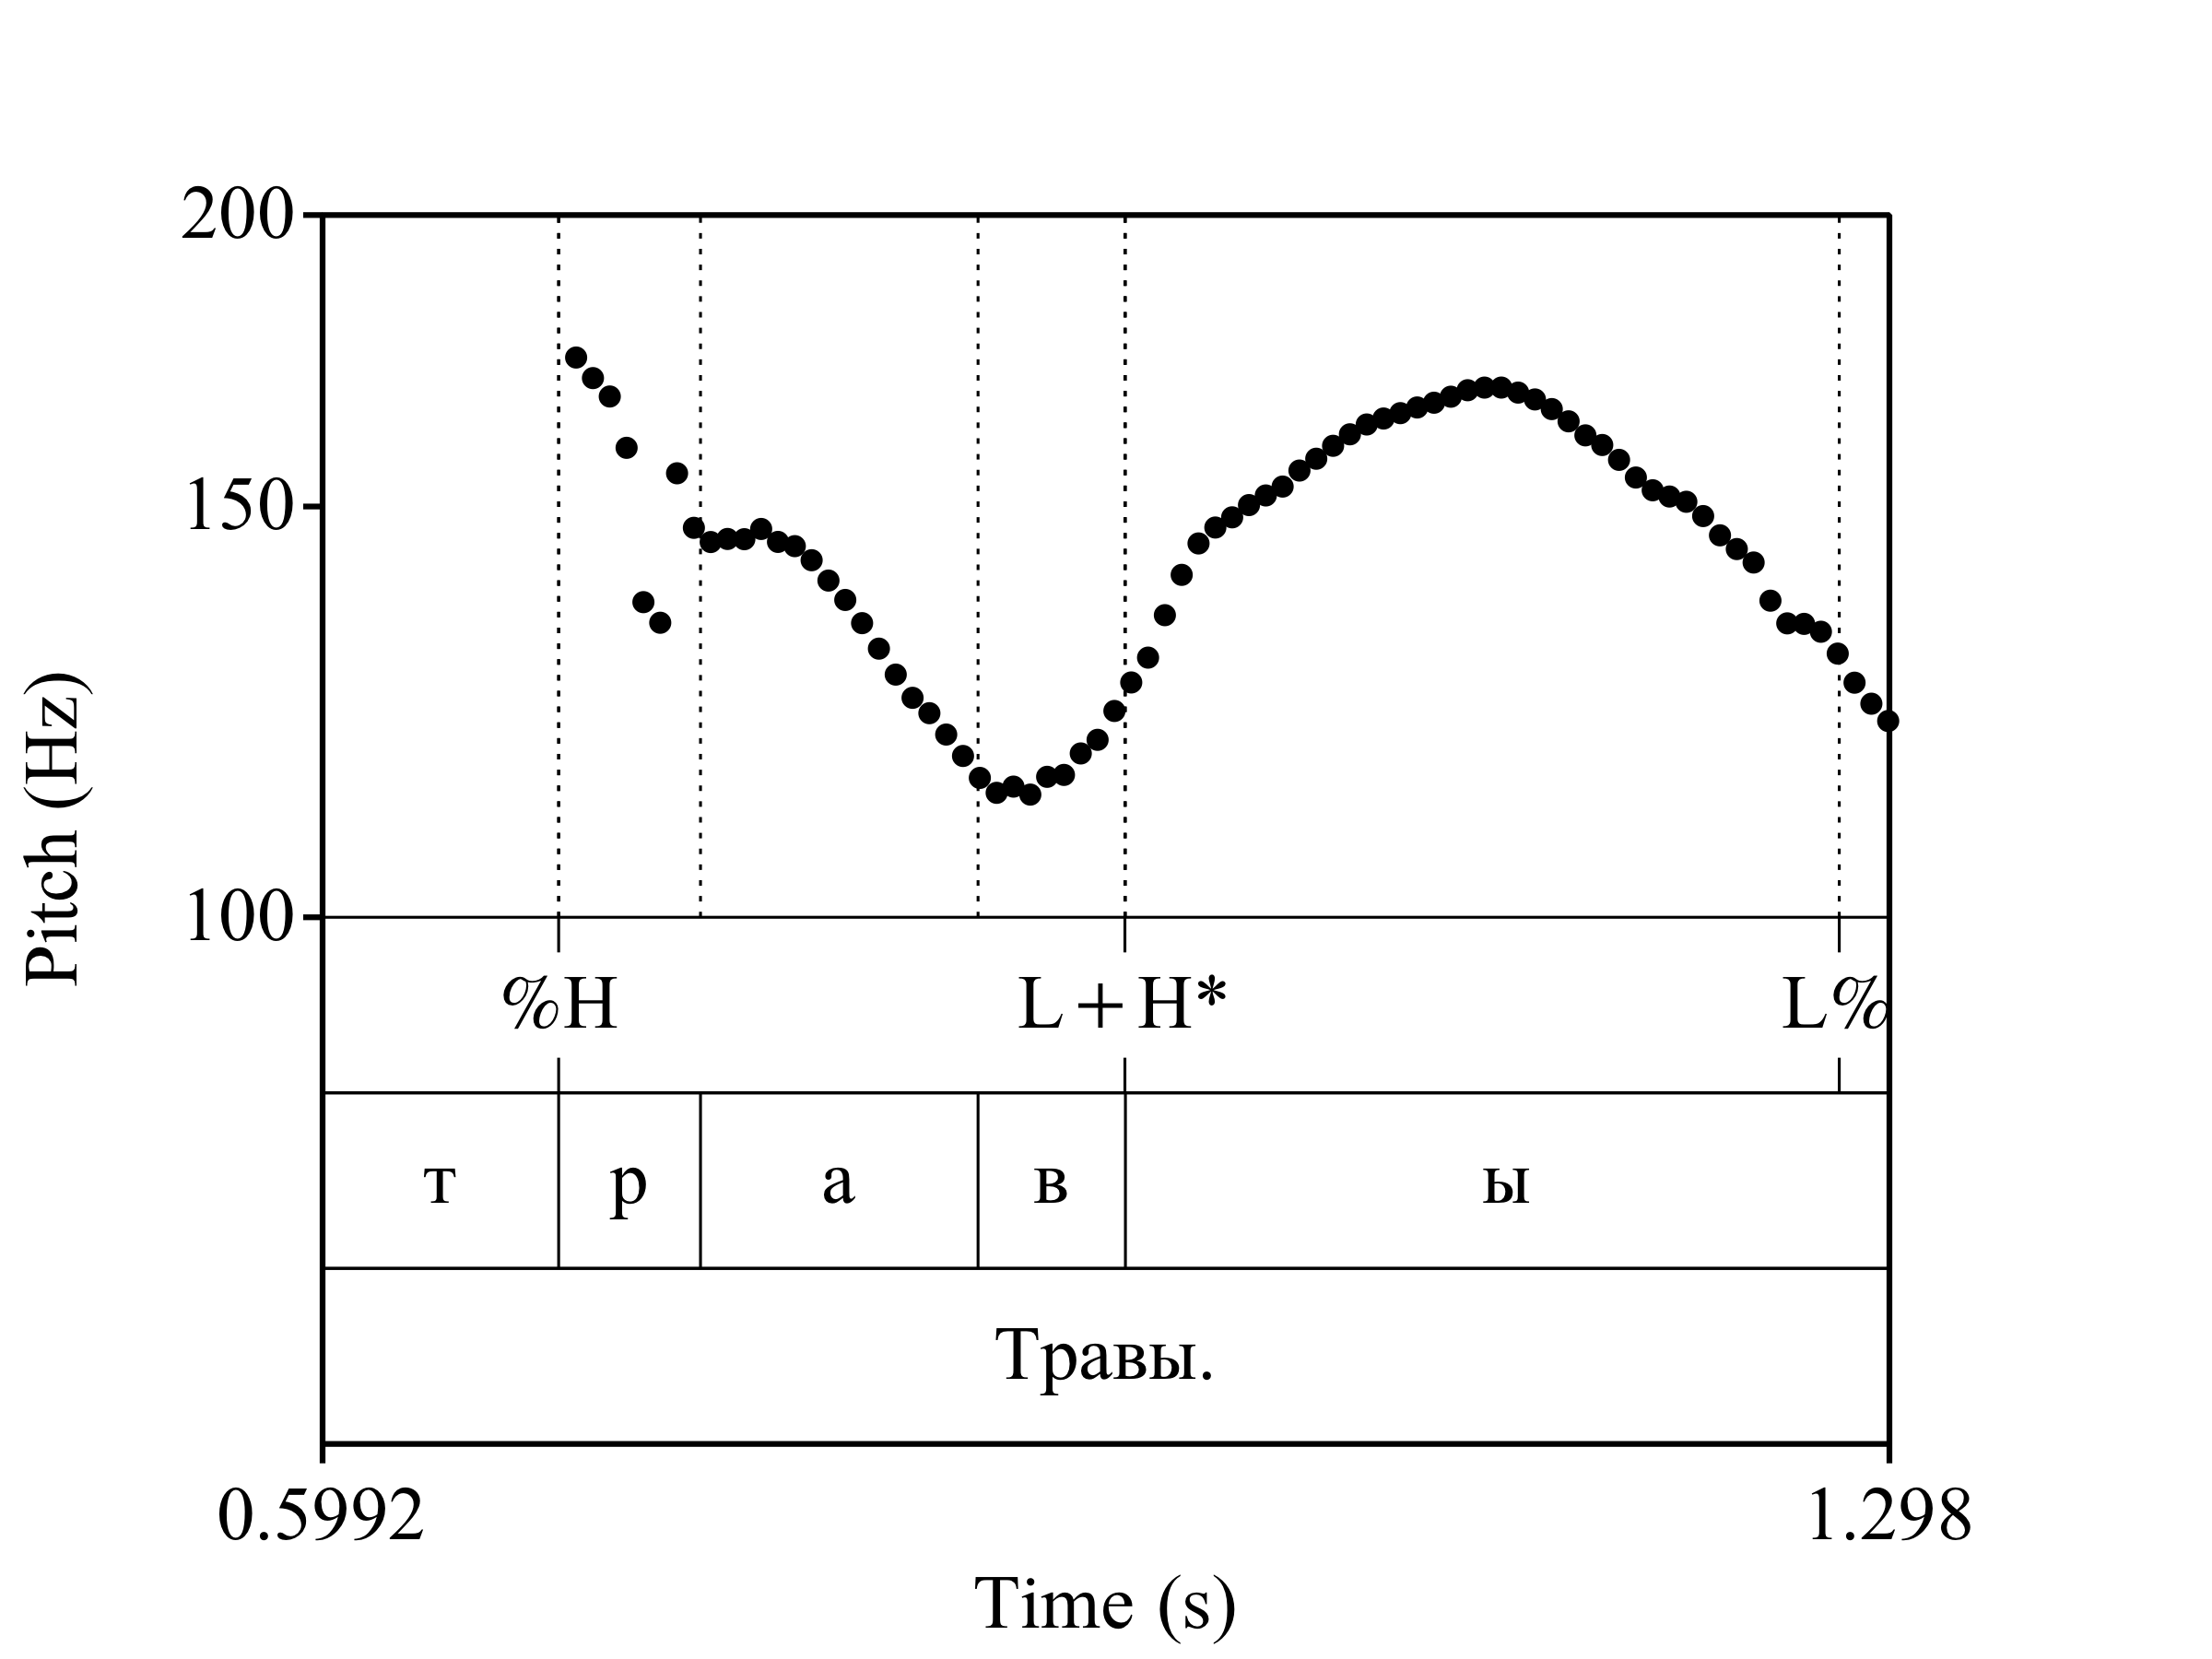 200
150
100
Pitch (Hz)
%H L+H* L%
т р а в ы
Травы.
0.5992 1.298
Time (s)